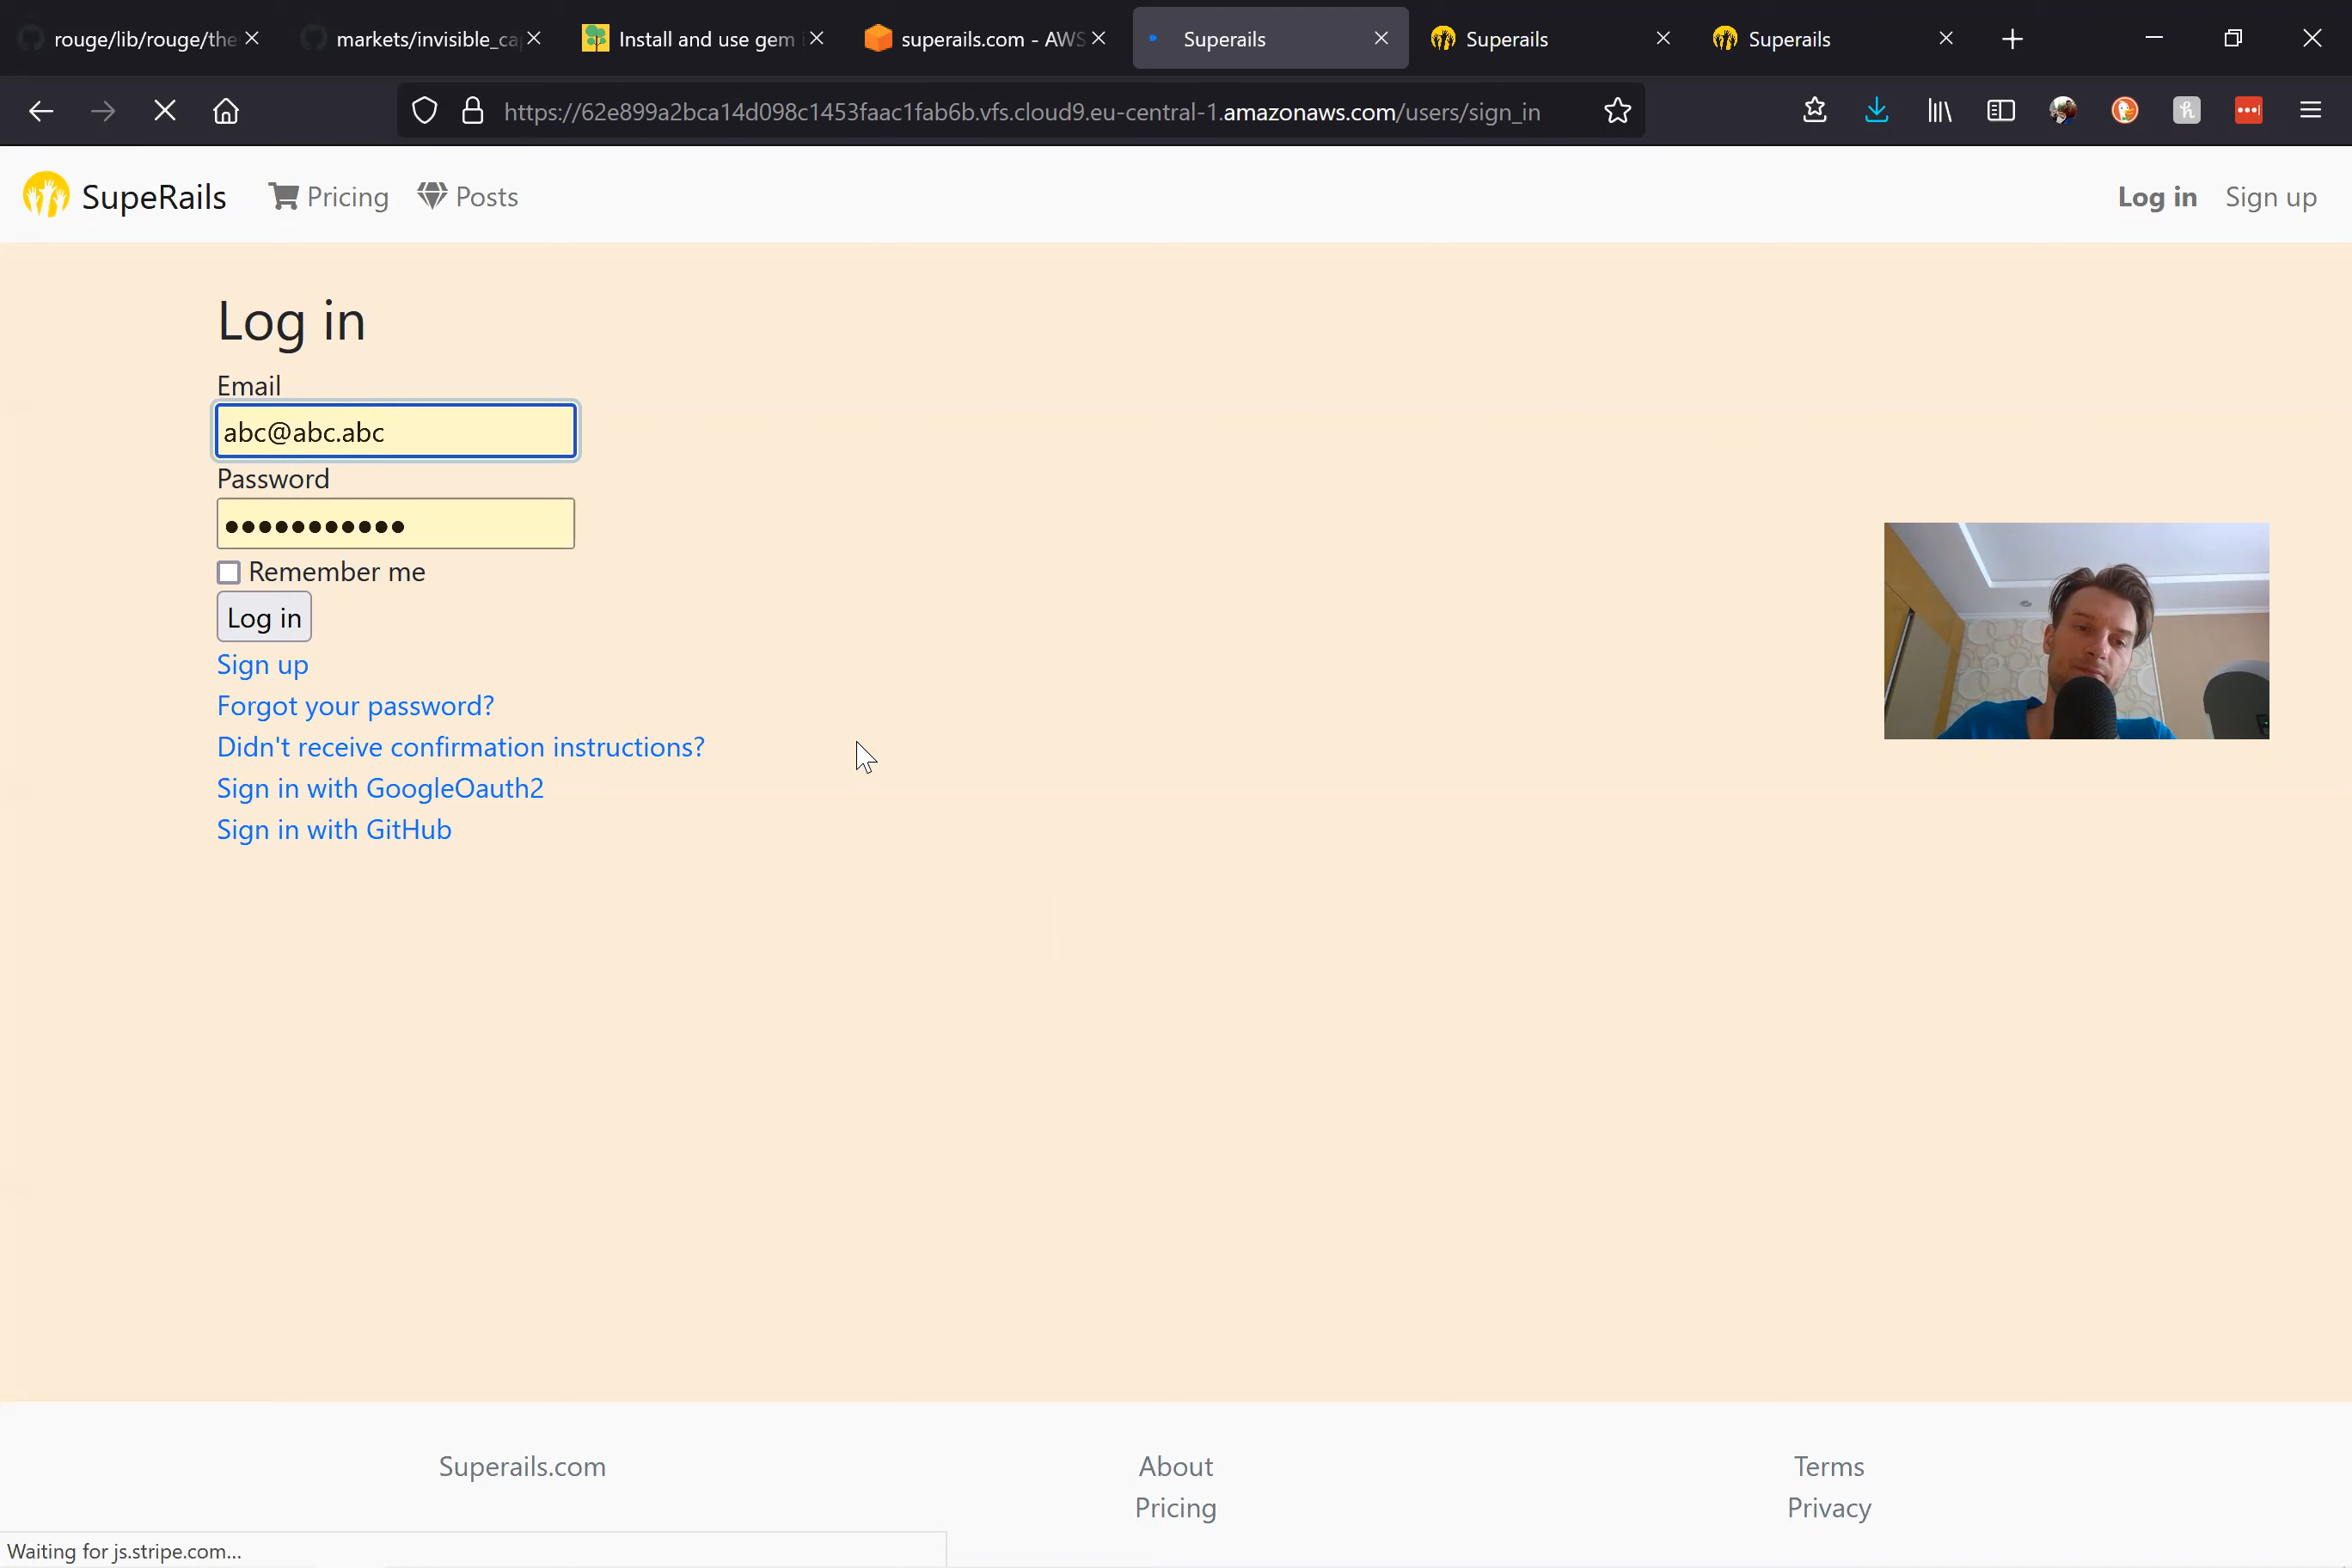 rouge/lib/rouge/the
markets/invisible_ca
Install and use gem
superails.com - AWS
Superails
Superails
Superails
https://62e899a2bca14d098c1453faac1fab6b.vfs.cloud9.eu-central-1.amazonaws.com/users/sign_in
SupeRails
Pricing
Posts
Log in
Sign up
Log in
Email
abc@abc.abc
Password
Remember me
Log in
Sign up
Forgot your password?
Didn't receive confirmation instructions?
Sign in with GoogleOauth2
Sign in with GitHub
Superails.com
About
Pricing
Terms
Privacy
Waiting for js.stripe.com...